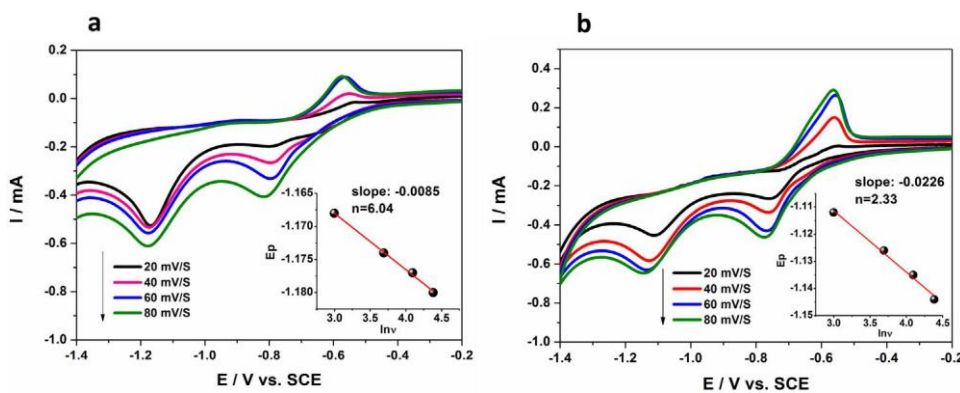 a
I / mA
0.2
0.0
-0.2
-0.4
-0.6
-0.8
-1.0
-1.4
-1.2
-1.0
-0.8
-0.6
-0.4
-0.2
E / V vs. SCE
20 mV/S
40 mV/S
60 mV/S
80 mV/S
slope: -0.0085
n=6.04
Ep
-1.165
-1.170
-1.175
-1.180
3.0
3.5
4.0
4.5
lnν
b
I / mA
0.4
0.2
0.0
-0.2
-0.4
-0.6
-0.8
-1.0
-1.4
-1.2
-1.0
-0.8
-0.6
-0.4
-0.2
E / V vs. SCE
20 mV/S
40 mV/S
60 mV/S
80 mV/S
slope: -0.0226
n=2.33
Ep
-1.11
-1.12
-1.13
-1.14
-1.15
3.0
3.5
4.0
4.5
lnν